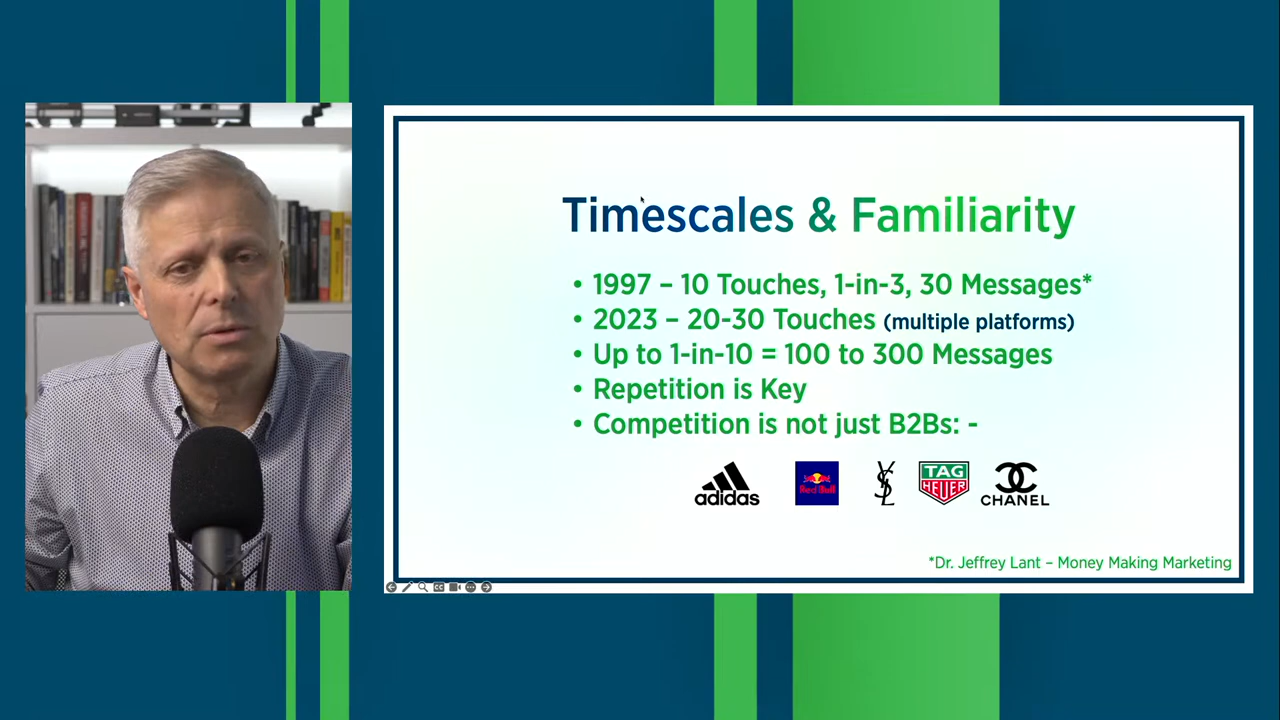 Timescales & Familiarity
• 1997 – 10 Touches, 1-in-3, 30 Messages*
• 2023 – 20-30 Touches (multiple platforms)
• Up to 1-in-10 = 100 to 300 Messages
• Repetition is Key
• Competition is not just B2Bs: -
adidas
Red Bull
YSL
TAG
HEUER
CHANEL
*Dr. Jeffrey Lant – Money Making Marketing
CC